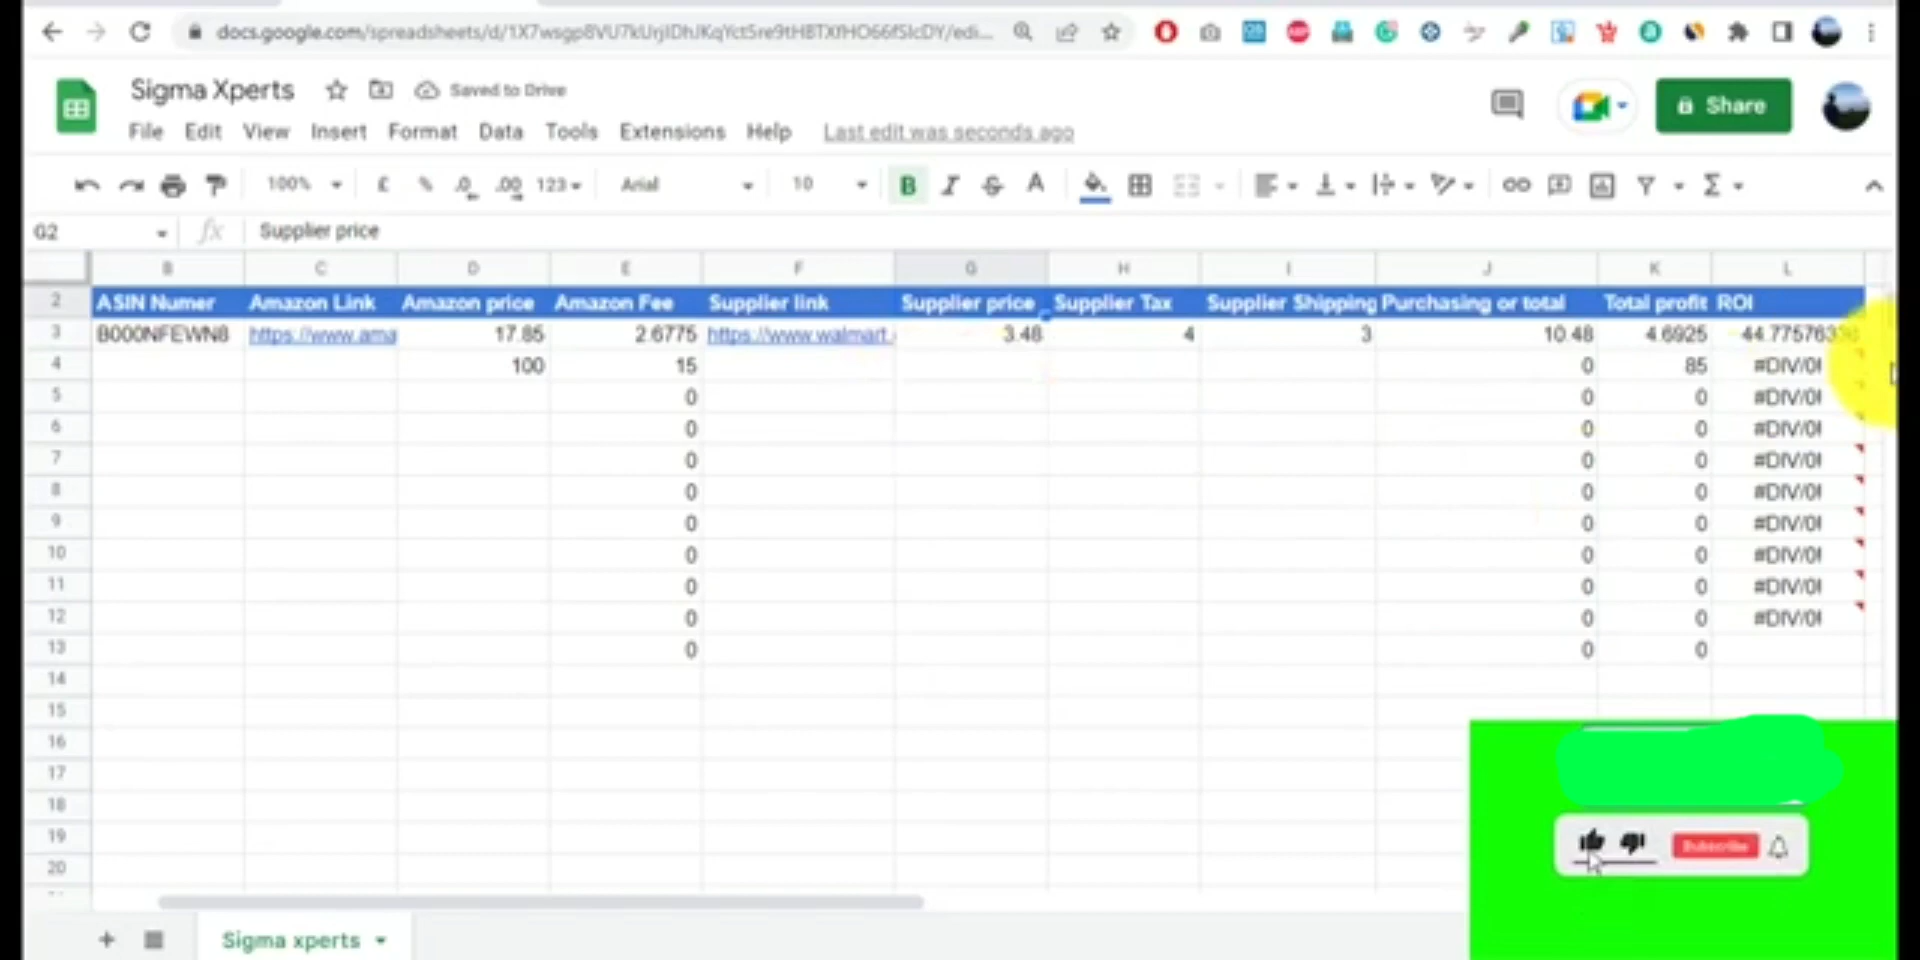 Sigma Xperts Saved to Drive
File Edit View Insert Format Data Tools Extensions Help Last edit was seconds ago
Share
100% £ % .0 .00 123 Arial 10 B I S A Σ
G2 fx Supplier price
B C D E F G H I J K L
2 ASIN Numer Amazon Link Amazon price Amazon Fee Supplier link Supplier price Supplier Tax Supplier Shipping Purchasing or total Total profit ROI
3 B000NFEWN8 https://www.ama 17.85 2.6775 https://www.walmart. 3.48 4 3 10.48 4.6925
4 100 15 0 85 #DIV/0!
5 0 0 0 #DIV/0!
6 0 0 0 #DIV/0!
7 0 0 0 #DIV/0!
8 0 0 0 #DIV/0!
9 0 0 0 #DIV/0!
10 0 0 0 #DIV/0!
11 0 0 0 #DIV/0!
12 0 0 0 #DIV/0!
13 0 0 0
14
15
16
17
18
19
20
Subscribe
Sigma xperts